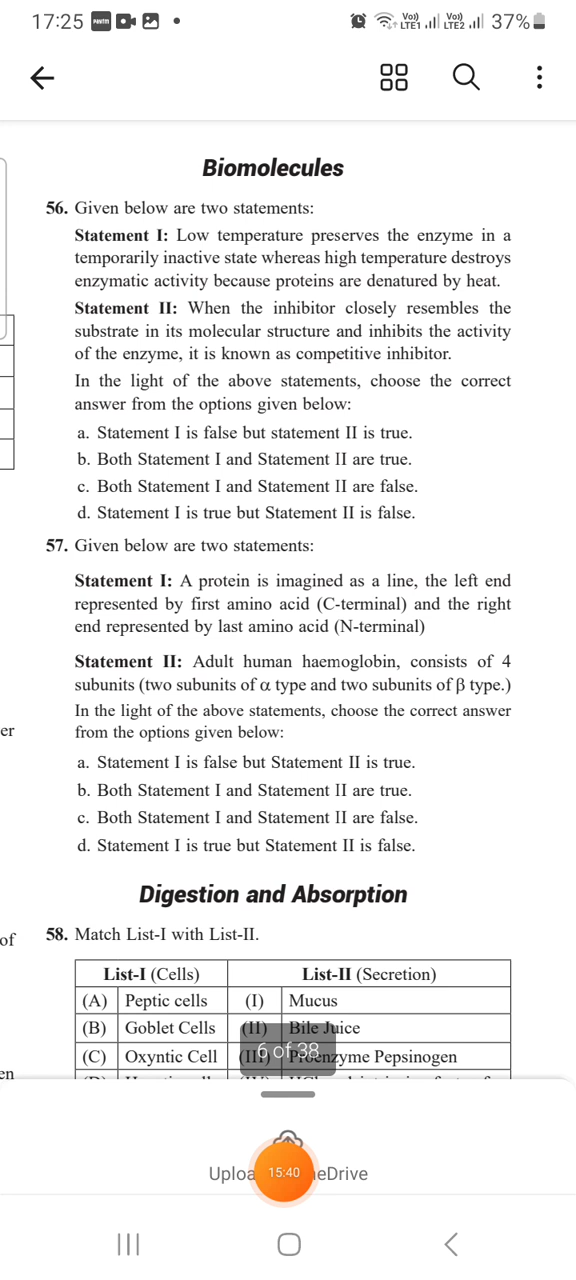 17:25 Paytm Vo)) LTE1 Vo)) LTE2 37%
Biomolecules
56. Given below are two statements:
Statement I: Low temperature preserves the enzyme in a
temporarily inactive state whereas high temperature destroys
enzymatic activity because proteins are denatured by heat.
Statement II: When the inhibitor closely resembles the
substrate in its molecular structure and inhibits the activity
of the enzyme, it is known as competitive inhibitor.
In the light of the above statements, choose the correct
answer from the options given below:
a. Statement I is false but statement II is true.
b. Both Statement I and Statement II are true.
c. Both Statement I and Statement II are false.
d. Statement I is true but Statement II is false.
57. Given below are two statements:
Statement I: A protein is imagined as a line, the left end
represented by first amino acid (C-terminal) and the right
end represented by last amino acid (N-terminal)
Statement II: Adult human haemoglobin, consists of 4
subunits (two subunits of α type and two subunits of β type.)
er
In the light of the above statements, choose the correct answer
from the options given below:
a. Statement I is false but Statement II is true.
b. Both Statement I and Statement II are true.
c. Both Statement I and Statement II are false.
d. Statement I is true but Statement II is false.
Digestion and Absorption
of
58. Match List-I with List-II.
List-I (Cells) List-II (Secretion)
(A) Peptic cells (I) Mucus
(B) Goblet Cells (II) Bile Juice
(C) Oxyntic Cell (III) Proenzyme Pepsinogen
6 of 38
en
15:40